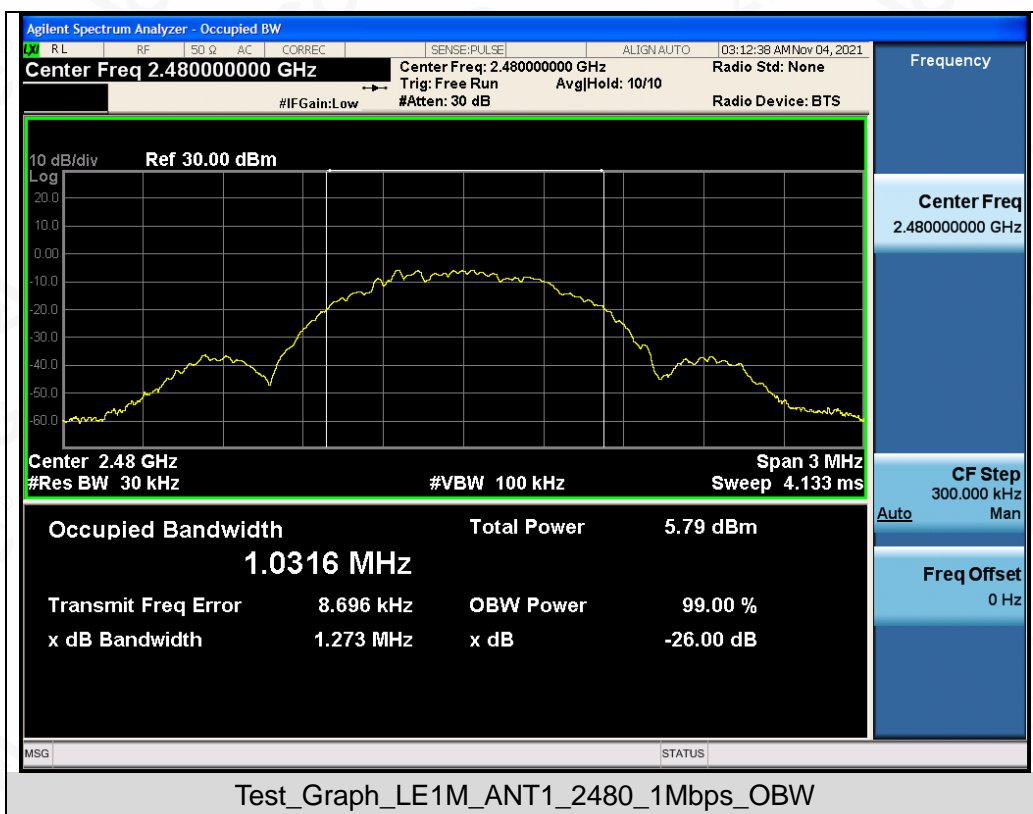 Agilent Spectrum Analyzer - Occupied BW
LXI RL RF 50 Ω AC CORREC SENSE:PULSE ALIGN AUTO 03:12:38 AM Nov 04, 2021
Center Freq 2.480000000 GHz
Center Freq: 2.480000000 GHz
Radio Std: None
Trig: Free Run
Avg|Hold: 10/10
#IFGain:Low
#Atten: 30 dB
Radio Device: BTS
Frequency
10 dB/div
Ref 30.00 dBm
Log
20.0
10.0
0.00
-10.0
-20.0
-30.0
-40.0
-50.0
-60.0
Center Freq
2.480000000 GHz
Center 2.48 GHz
Span 3 MHz
#Res BW 30 kHz
#VBW 100 kHz
Sweep 4.133 ms
CF Step
300.000 kHz
Auto Man
Freq Offset
0 Hz
Occupied Bandwidth
Total Power 5.79 dBm
1.0316 MHz
Transmit Freq Error 8.696 kHz
OBW Power 99.00 %
x dB Bandwidth 1.273 MHz
x dB -26.00 dB
MSG
STATUS
Test_Graph_LE1M_ANT1_2480_1Mbps_OBW